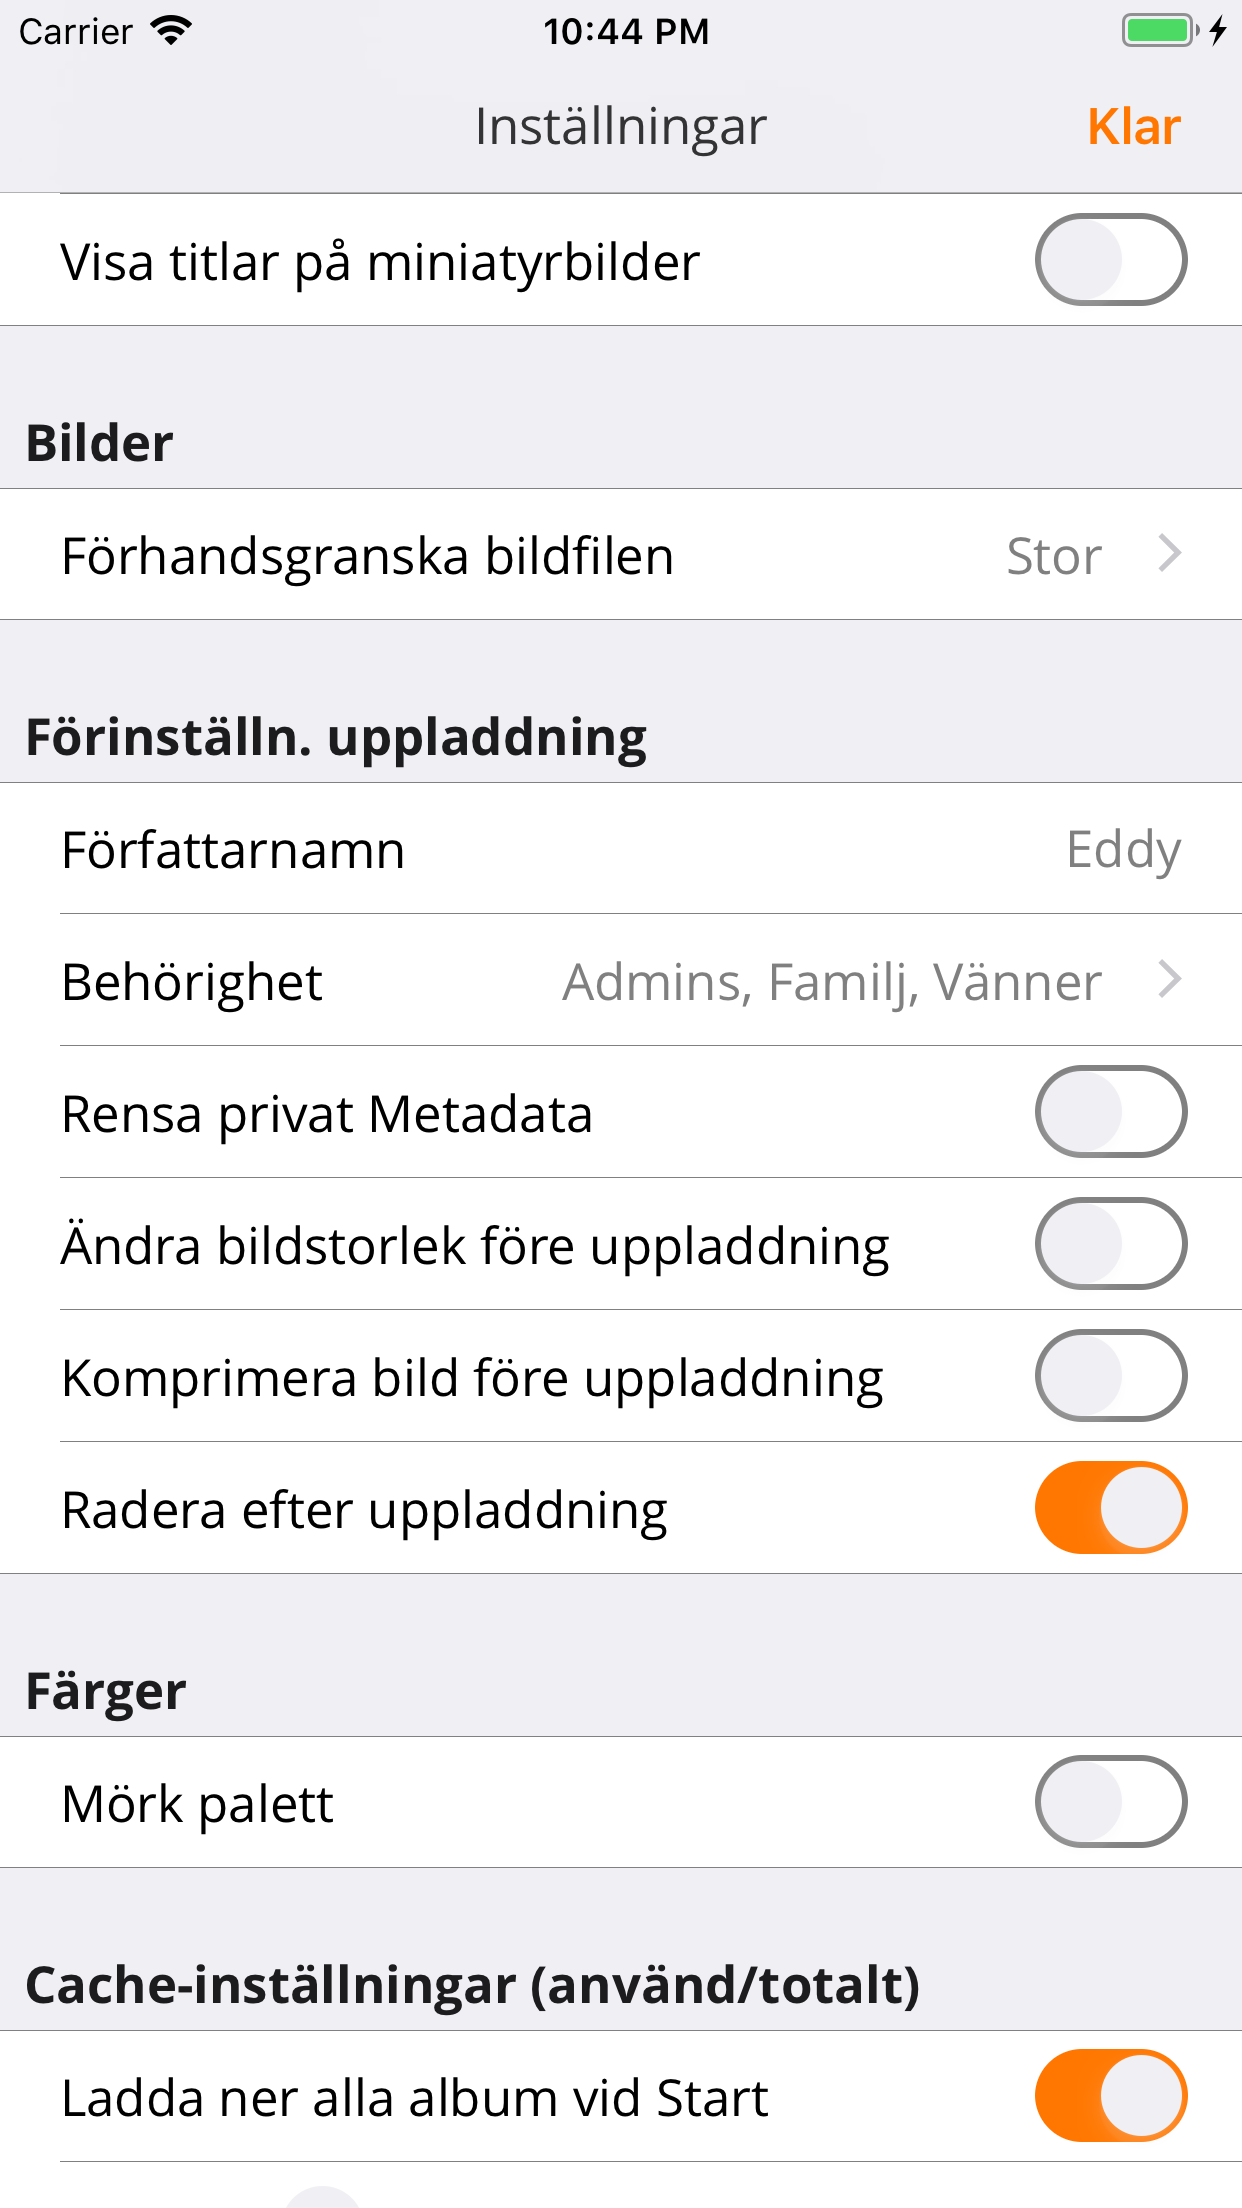 Carrier 10:44 PM
Inställningar Klar
Visa titlar på miniatyrbilder
Bilder
Förhandsgranska bildfilen Stor
Förinställn. uppladdning
Författarnamn Eddy
Behörighet Admins, Familj, Vänner
Rensa privat Metadata
Ändra bildstorlek före uppladdning
Komprimera bild före uppladdning
Radera efter uppladdning
Färger
Mörk palett
Cache-inställningar (använd/totalt)
Ladda ner alla album vid Start